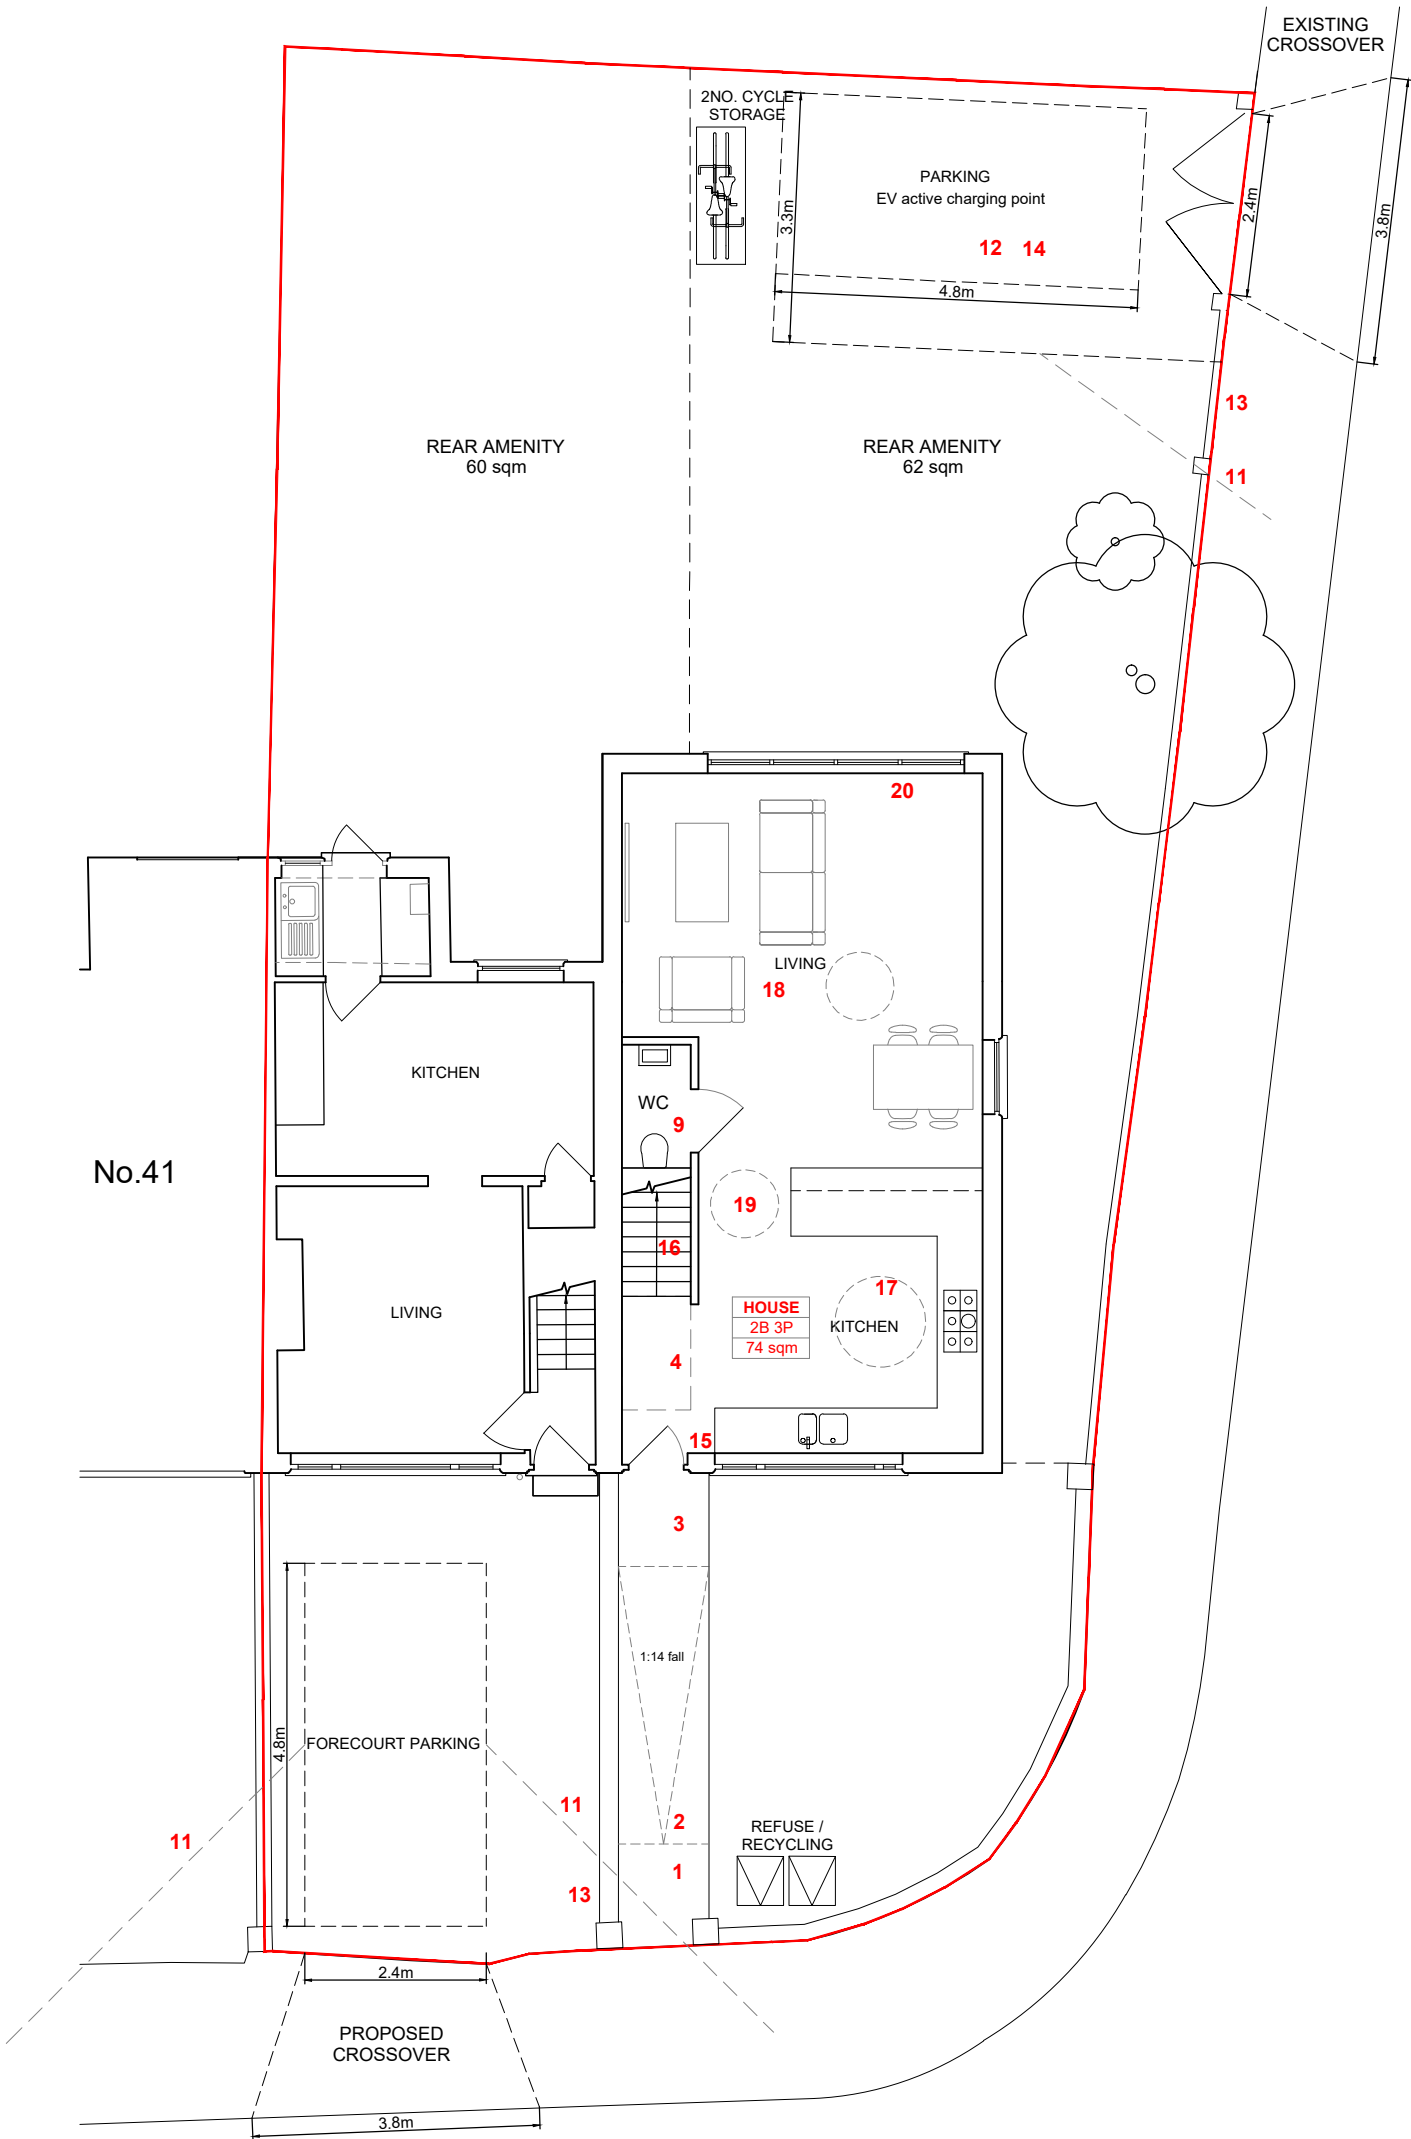 EXISTING
CROSSOVER
2NO. CYCLE
STORAGE
PARKING
EV active charging point
12 14
3.3m
4.8m
2.4m
3.8m
13
REAR AMENITY
60 sqm
REAR AMENITY
62 sqm
11
20
LIVING
18
KITCHEN
WC
9
No.41
19
16
17
HOUSE
2B 3P
74 sqm
KITCHEN
LIVING
4
15
3
1:14 fall
4.8m
FORECOURT PARKING
11
11
2
1
REFUSE /
RECYCLING
13
2.4m
PROPOSED
CROSSOVER
3.8m